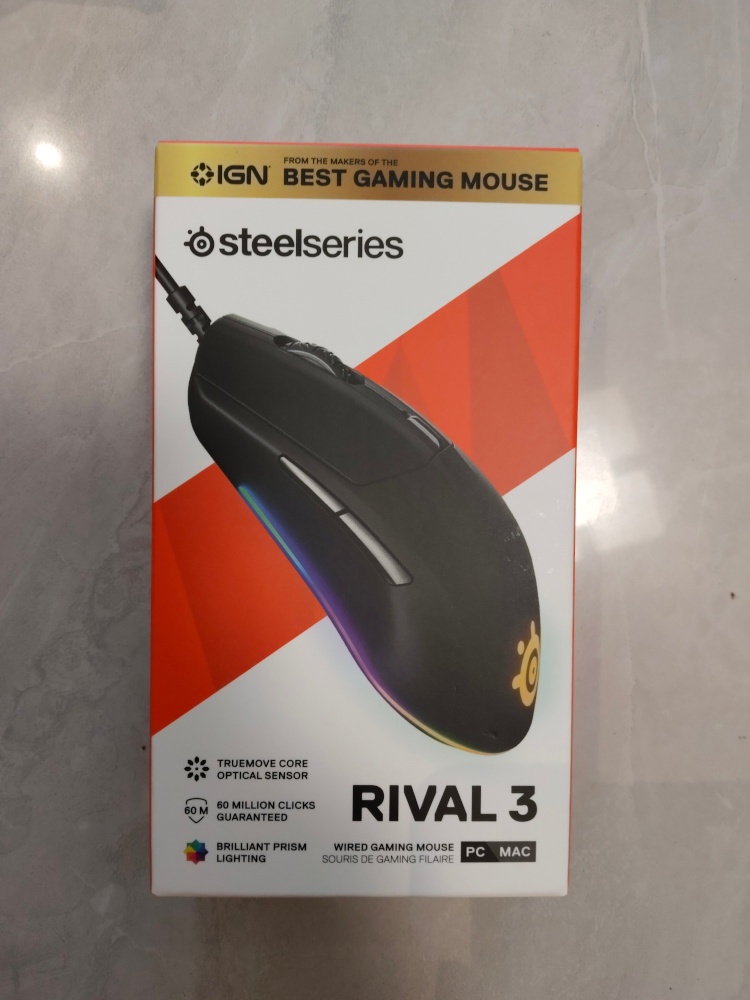 IGN
FROM THE MAKERS OF THE
BEST GAMING MOUSE
steelseries
TRUEMOVE CORE
OPTICAL SENSOR
60 M
60 MILLION CLICKS
GUARANTEED
BRILLIANT PRISM
LIGHTING
RIVAL 3
WIRED GAMING MOUSE
SOURIS DE GAMING FILAIRE
PC MAC